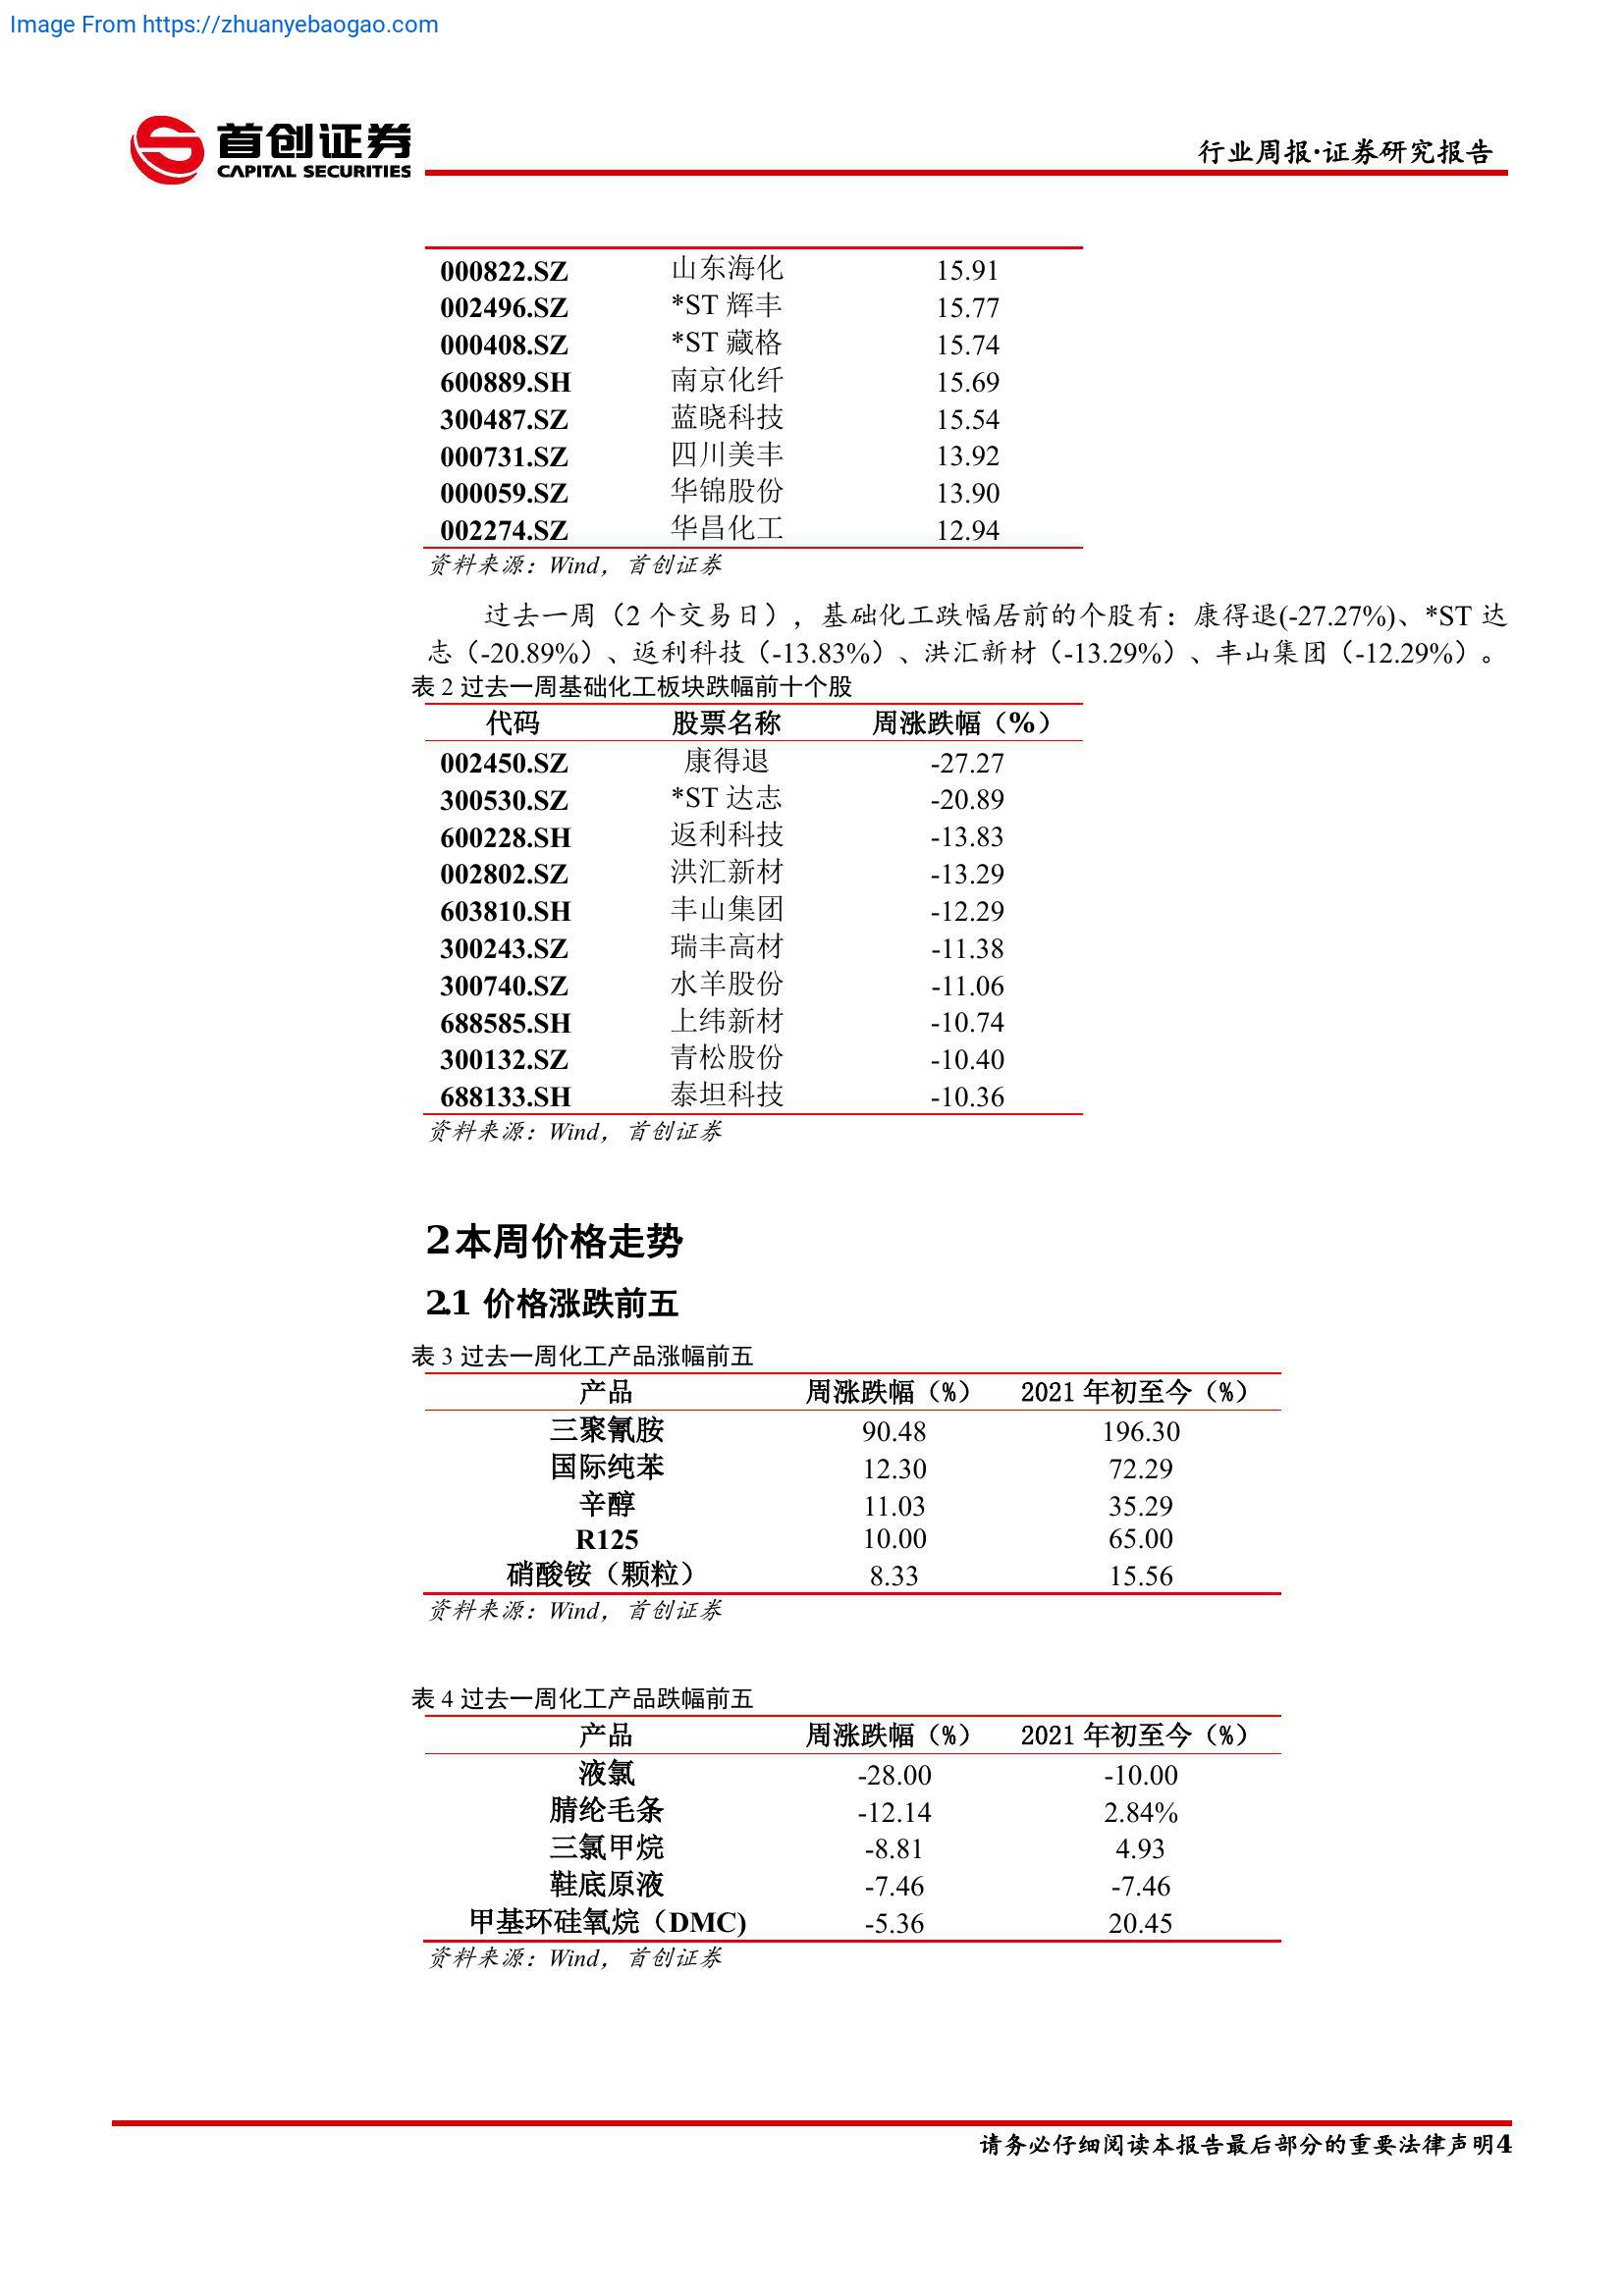 Image From https://zhuanyebaogao.com
首创证券
CAPITAL SECURITIES
行业周报·证券研究报告
000822.SZ 山东海化 15.91
002496.SZ *ST 辉丰 15.77
000408.SZ *ST 藏格 15.74
600889.SH 南京化纤 15.69
300487.SZ 蓝晓科技 15.54
000731.SZ 四川美丰 13.92
000059.SZ 华锦股份 13.90
002274.SZ 华昌化工 12.94
资料来源：Wind，首创证券
过去一周（2 个交易日），基础化工跌幅居前的个股有：康得退(-27.27%)、*ST 达
志（-20.89%）、返利科技（-13.83%）、洪汇新材（-13.29%）、丰山集团（-12.29%）。
表 2 过去一周基础化工板块跌幅前十个股
代码 股票名称 周涨跌幅（%）
002450.SZ 康得退 -27.27
300530.SZ *ST 达志 -20.89
600228.SH 返利科技 -13.83
002802.SZ 洪汇新材 -13.29
603810.SH 丰山集团 -12.29
300243.SZ 瑞丰高材 -11.38
300740.SZ 水羊股份 -11.06
688585.SH 上纬新材 -10.74
300132.SZ 青松股份 -10.40
688133.SH 泰坦科技 -10.36
资料来源：Wind，首创证券
2 本周价格走势
2.1 价格涨跌前五
表 3 过去一周化工产品涨幅前五
产品 周涨跌幅（%） 2021 年初至今（%）
三聚氰胺 90.48 196.30
国际纯苯 12.30 72.29
辛醇 11.03 35.29
R125 10.00 65.00
硝酸铵（颗粒） 8.33 15.56
资料来源：Wind，首创证券
表 4 过去一周化工产品跌幅前五
产品 周涨跌幅（%） 2021 年初至今（%）
液氯 -28.00 -10.00
腈纶毛条 -12.14 2.84%
三氯甲烷 -8.81 4.93
鞋底原液 -7.46 -7.46
甲基环硅氧烷（DMC) -5.36 20.45
资料来源：Wind，首创证券
请务必仔细阅读本报告最后部分的重要法律声明4